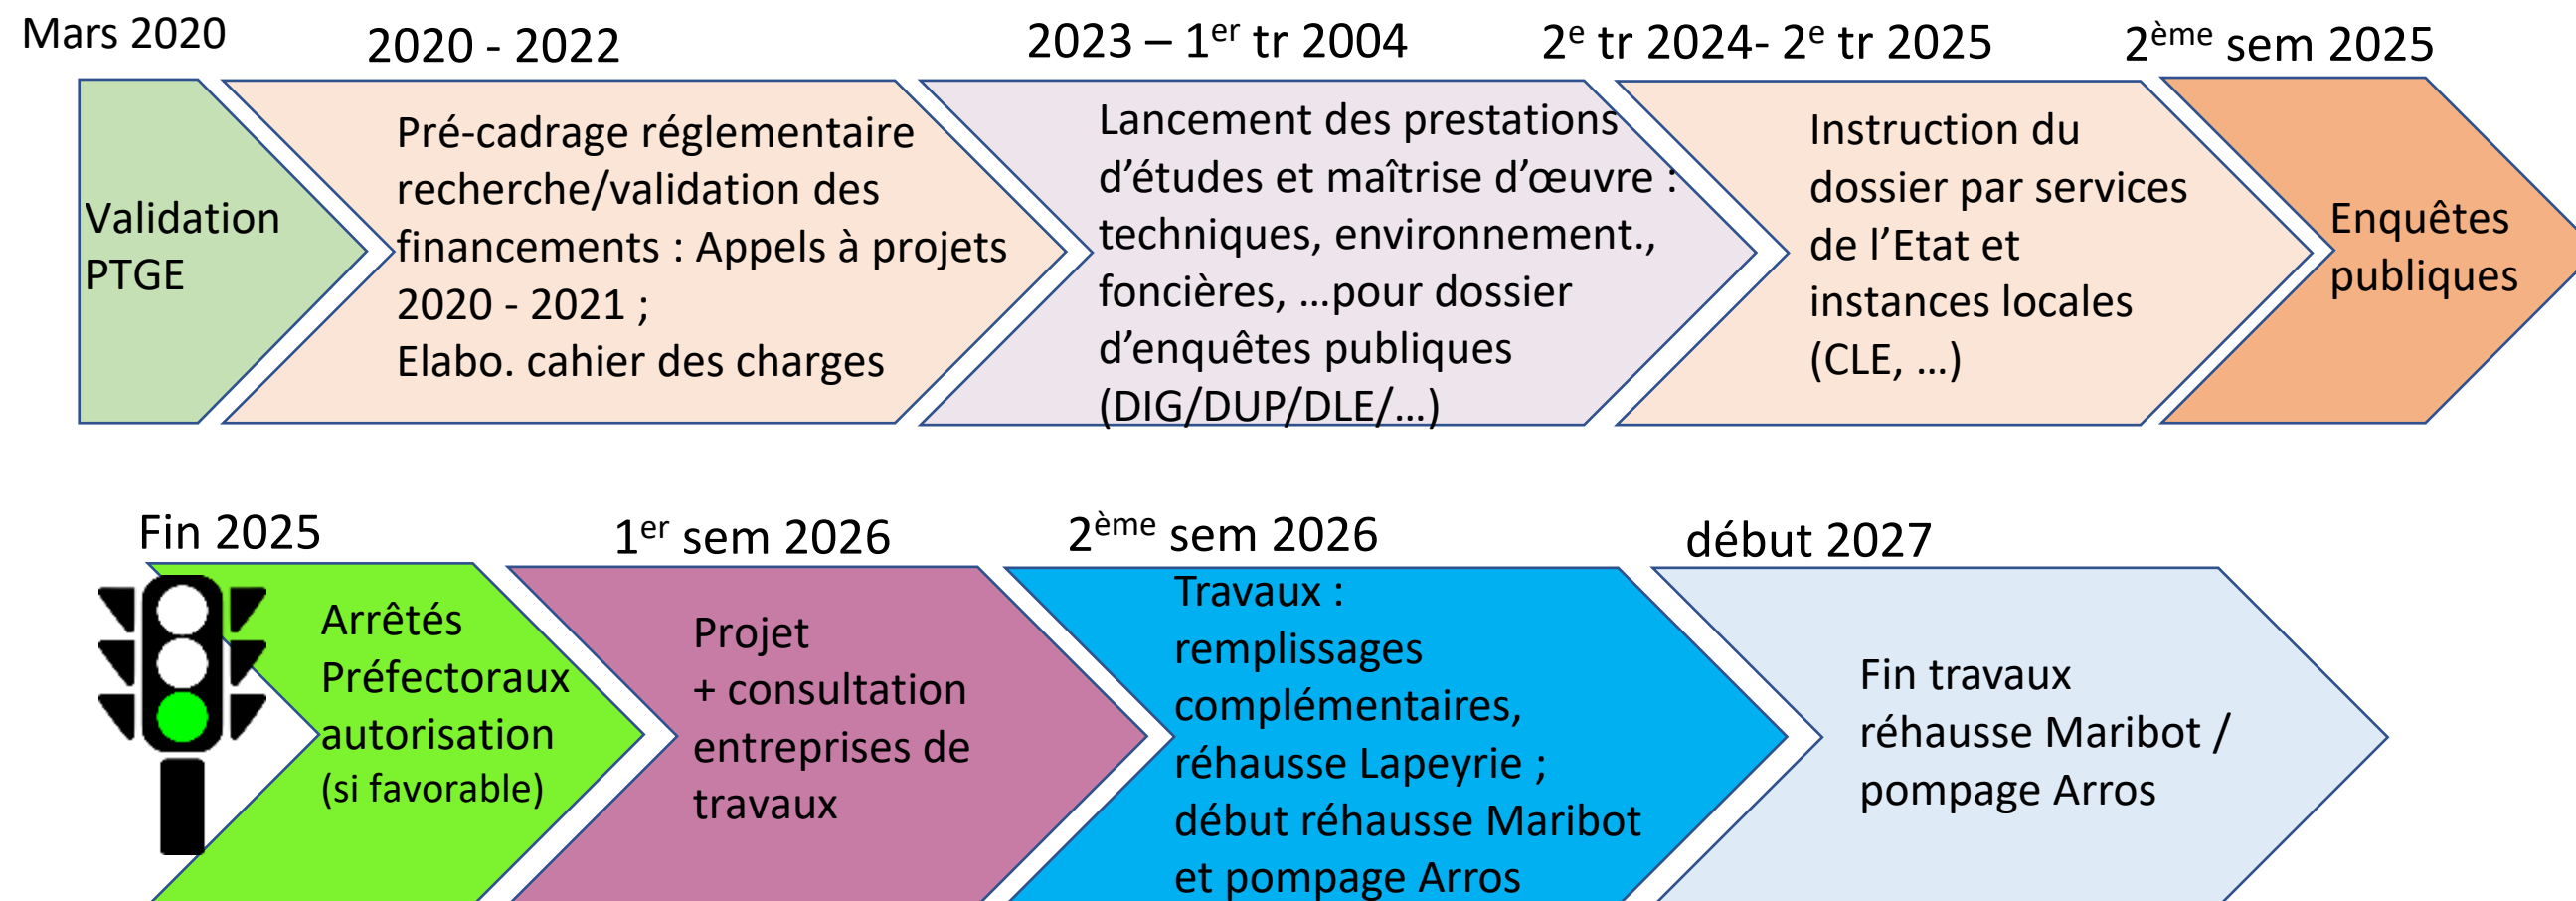 Mars 2020
2020 - 2022
2023 – 1er tr 2004
2e tr 2024- 2e tr 2025
2ème sem 2025
Validation
PTGE
Pré-cadrage réglementaire
recherche/validation des
financements : Appels à projets
2020 - 2021 ;
Elabo. cahier des charges
Lancement des prestations
d’études et maîtrise d’œuvre :
techniques, environnement.,
foncières, …pour dossier
d’enquêtes publiques
(DIG/DUP/DLE/…)
Instruction du
dossier par services
de l’Etat et
instances locales
(CLE, …)
Enquêtes
publiques
Fin 2025
1er sem 2026
2ème sem 2026
début 2027
Arrêtés
Préfectoraux
autorisation
(si favorable)
Projet
+ consultation
entreprises de
travaux
Travaux :
remplissages
complémentaires,
réhausse Lapeyrie ;
début réhausse Maribot
et pompage Arros
Fin travaux
réhausse Maribot /
pompage Arros